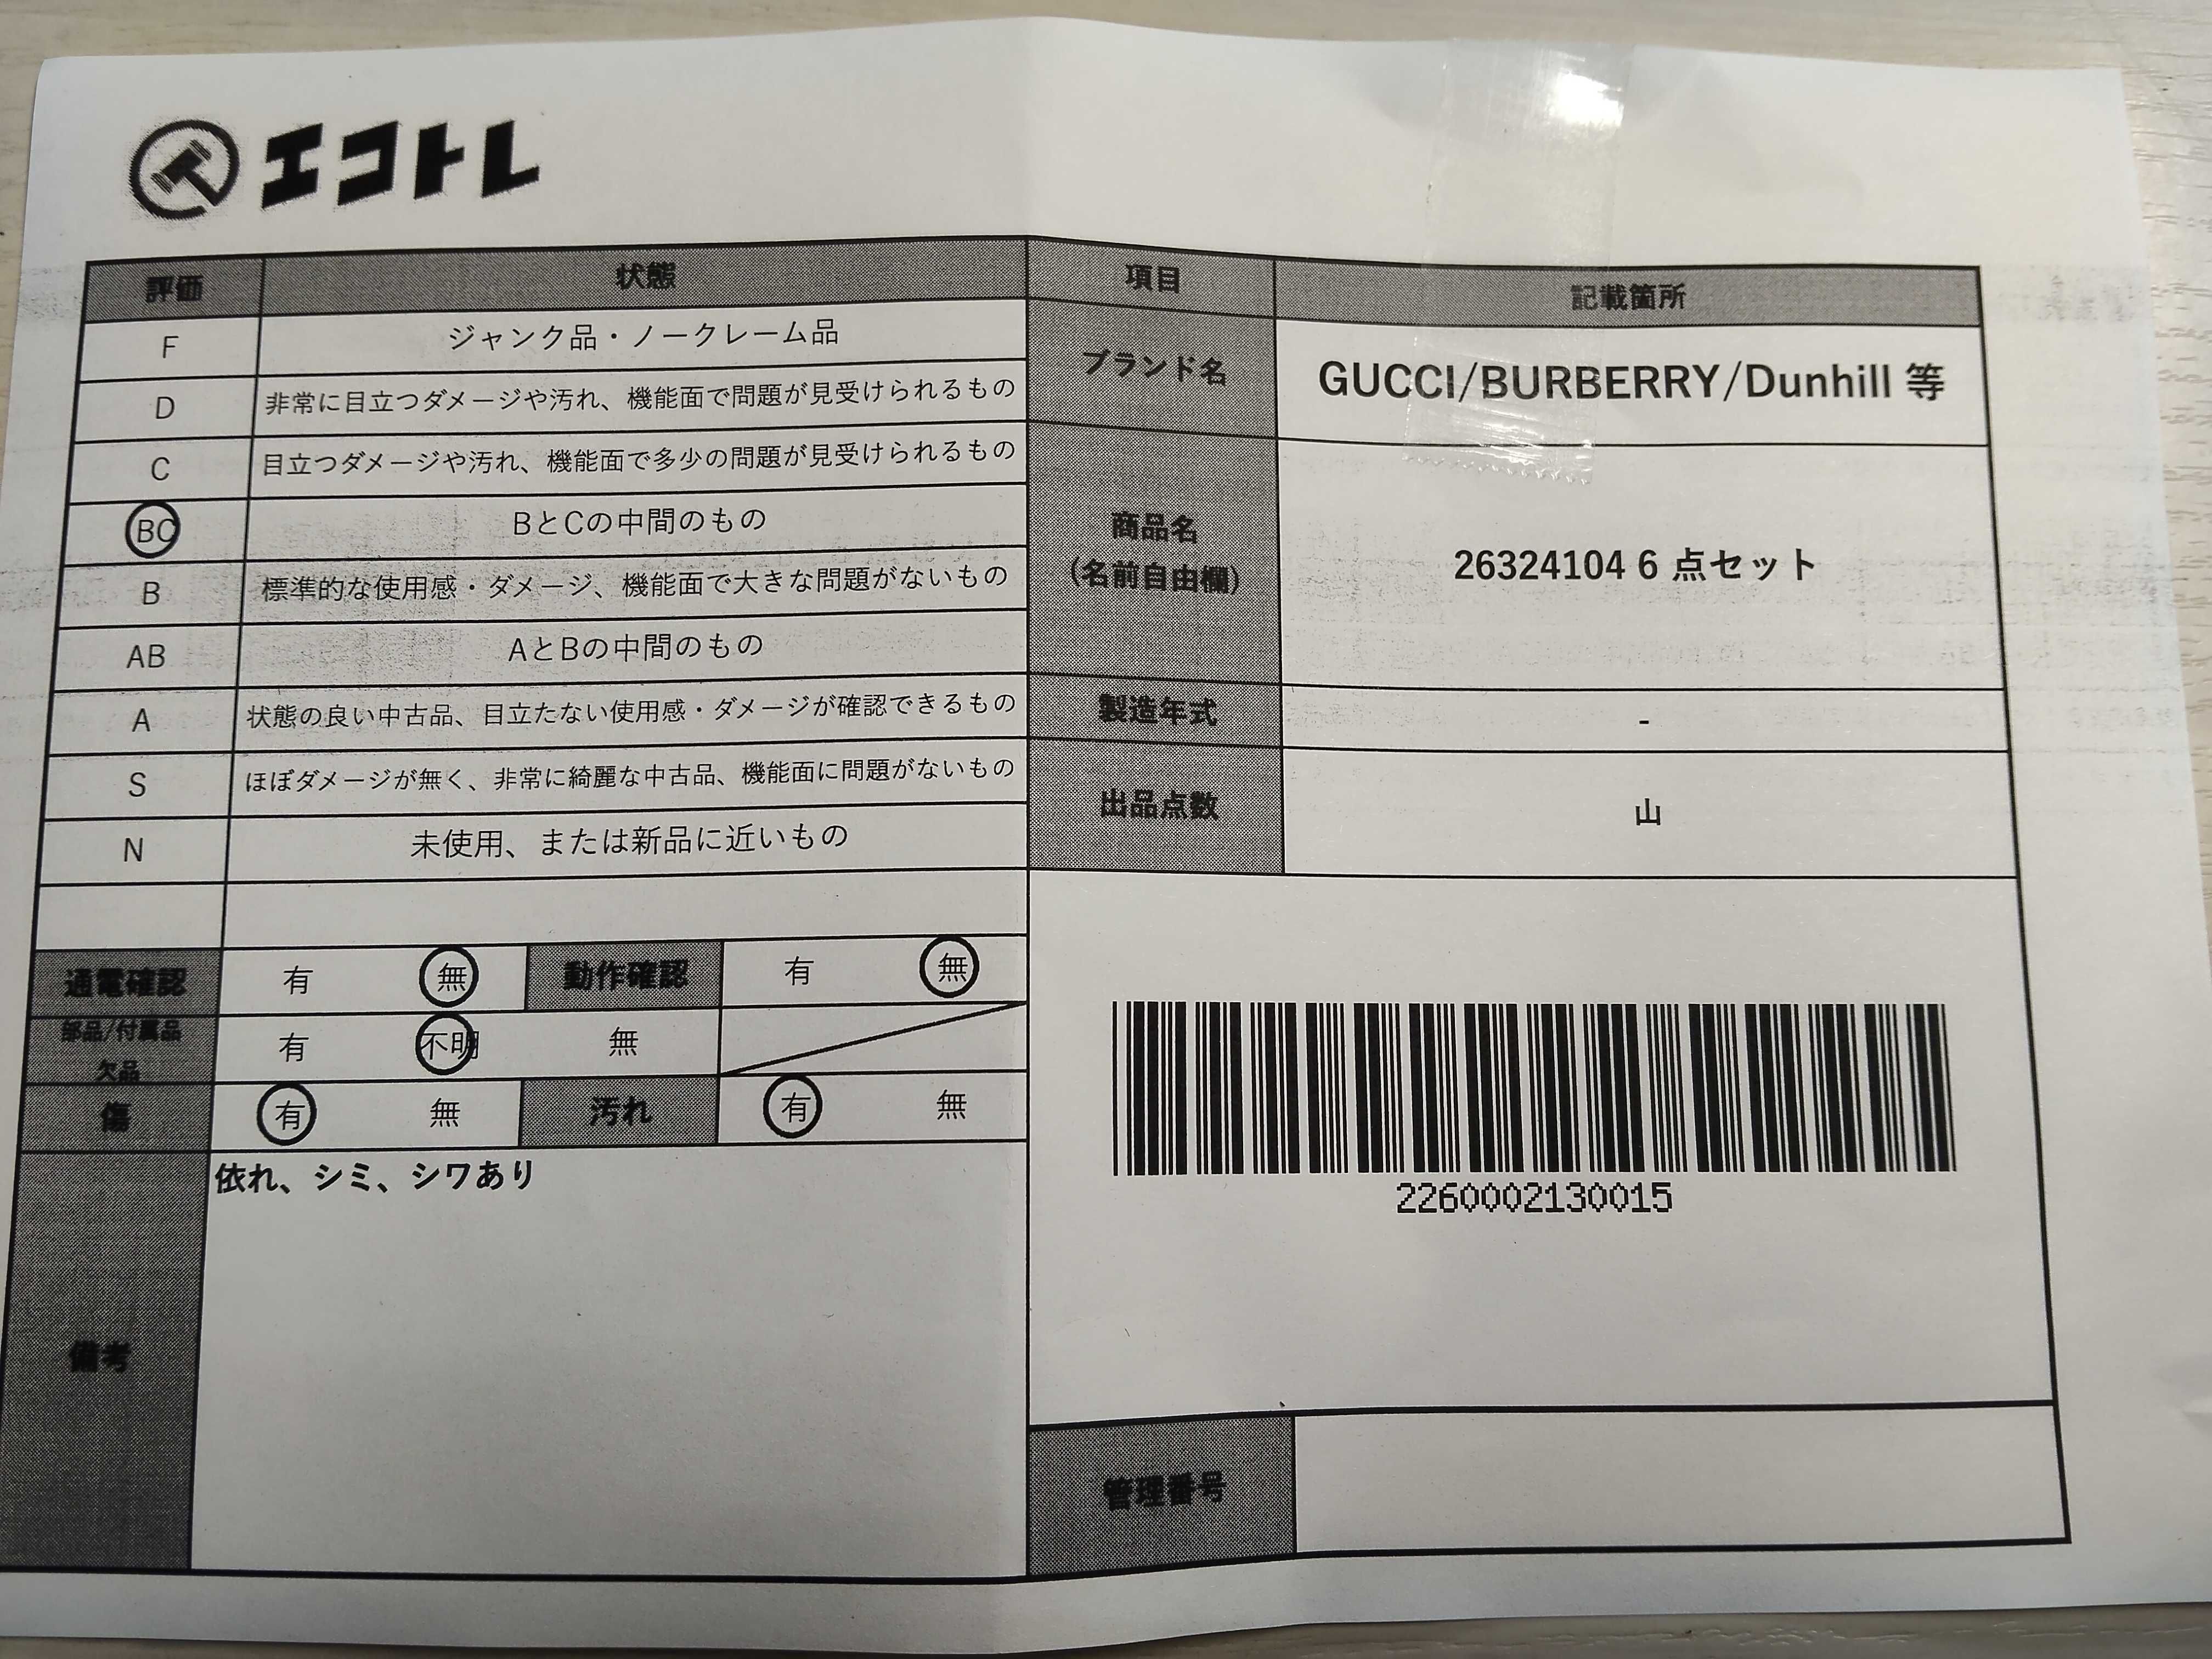 エコトレ
評価 状態
F ジャンク品・ノークレーム品
D 非常に目立つダメージや汚れ、機能面で問題が見受けられるもの
C 目立つダメージや汚れ、機能面で多少の問題が見受けられるもの
BC BとCの中間のもの
B 標準的な使用感・ダメージ、機能面で大きな問題がないもの
AB AとBの中間のもの
A 状態の良い中古品、目立たない使用感・ダメージが確認できるもの
S ほぼダメージが無く、非常に綺麗な中古品、機能面に問題がないもの
N 未使用、または新品に近いもの
通電確認 有 無 動作確認 有 無
部品/付属品
欠品 有 不明 無
傷 有 無 汚れ 有 無
備考 依れ、シミ、シワあり
項目 記載箇所
ブランド名 GUCCI/BURBERRY/Dunhill 等
商品名
(名前自由欄) 26324104 6 点セット
製造年式 -
出品点数 山
2260002130015
管理番号